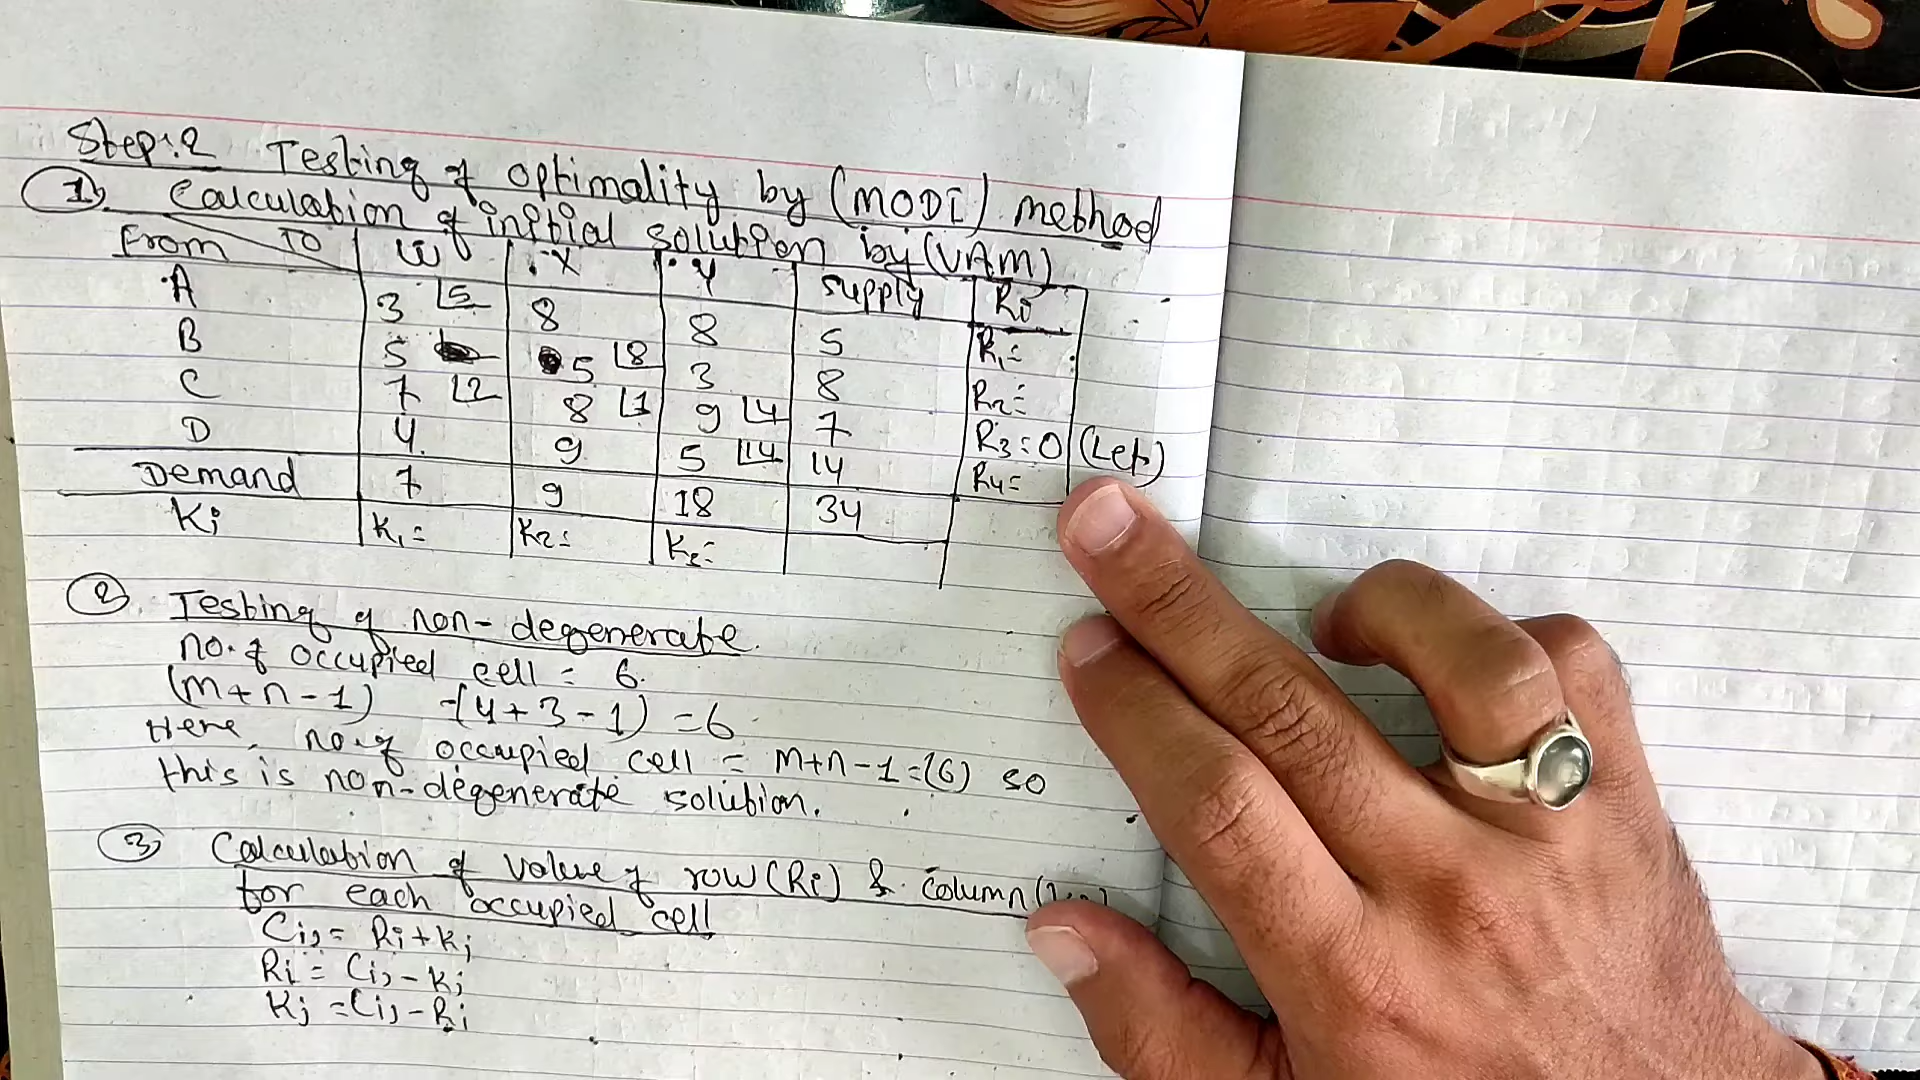 Step:2 Testing of optimality by (MODI) method
1) Calculation of initial solution by (VAM)
From TO W X Y Supply Ri
A 3 5 8 8 5 R1=
B 5 5 8 3 8 R2=
C 7 2 8 1 9 4 7 R3=0 (Let)
D 4 9 5 14 14 R4=
Demand 7 9 18 34
Kj K1= K2= K3=
2 Testing of non-degenerate.
no. of occupied cell = 6.
(m+n-1) =(4+3-1) =6
Here, no. of occupied cell = m+n-1=(6) so
this is non-degenerate solution.
3 Calculation of value of row (Ri) & column
for each occupied cell
Cij = Ri+Kj
Ri = Cij-Kj
Kj = Cij-Ri